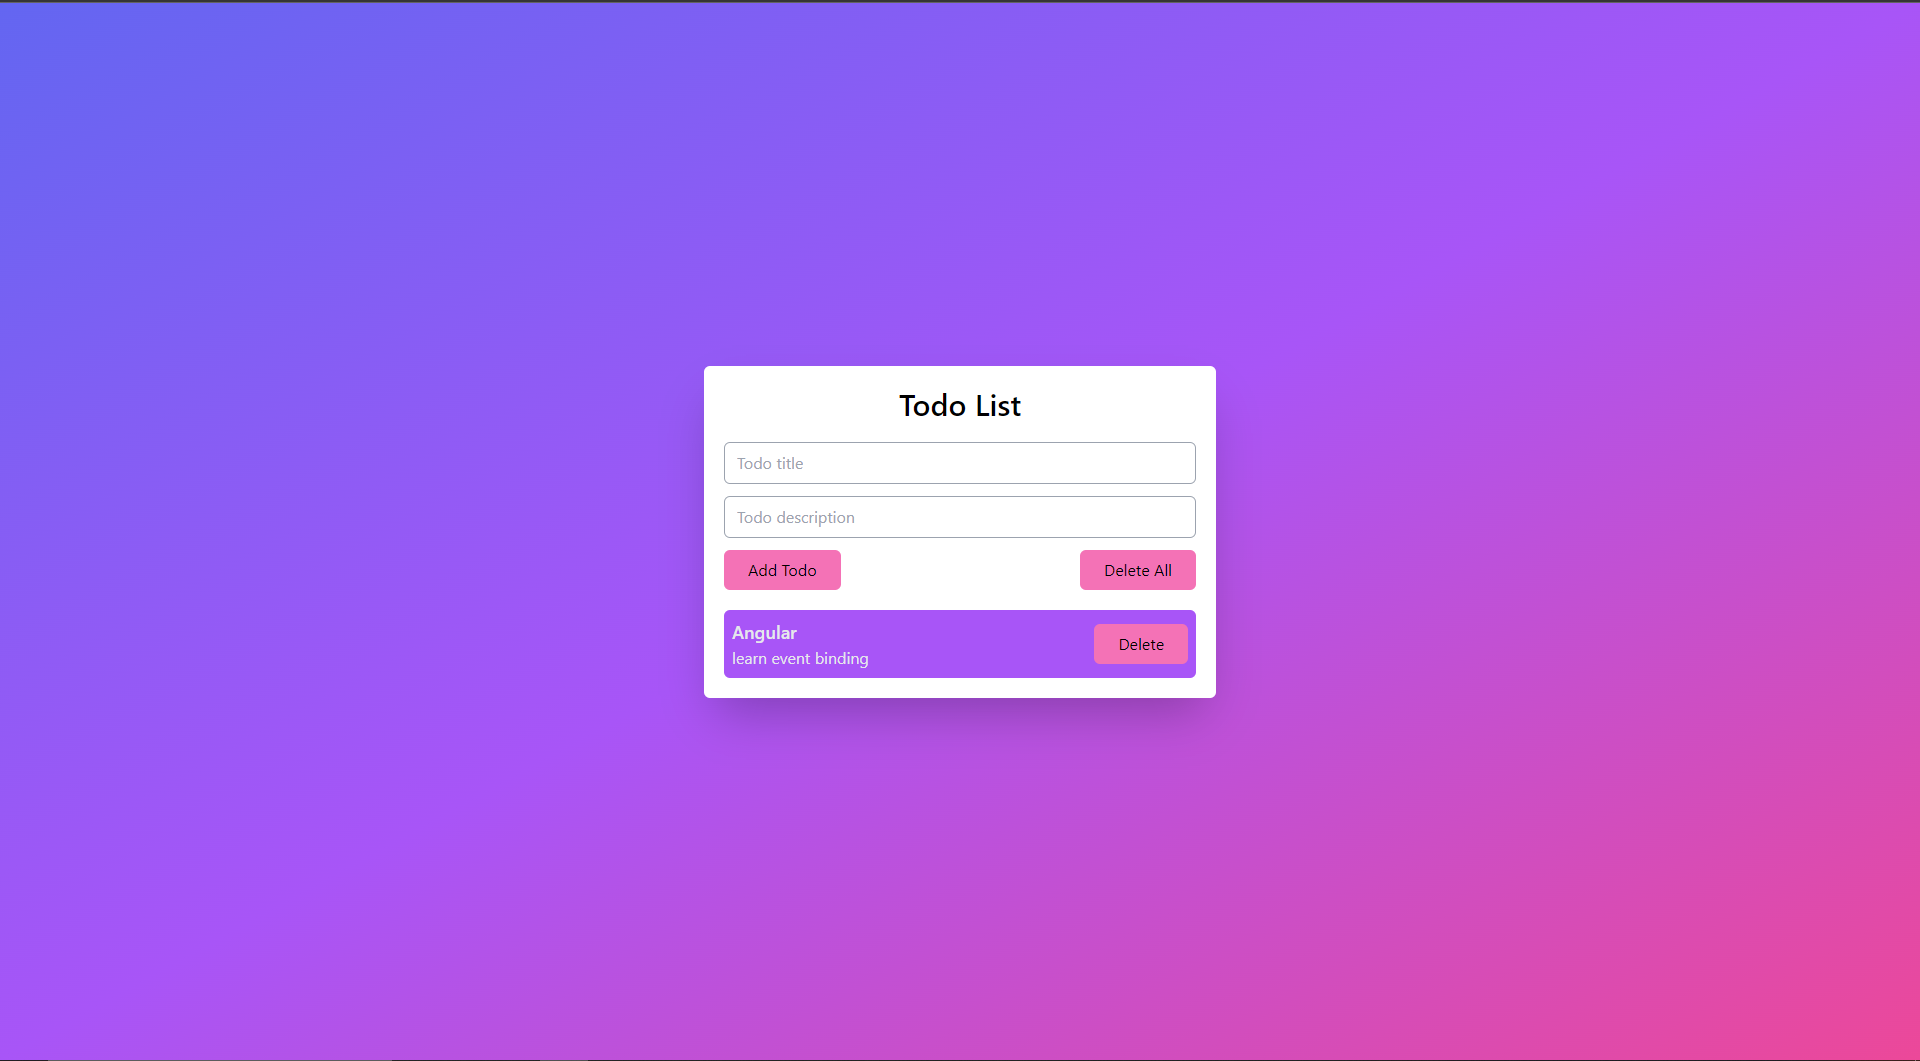 Todo List
Todo title
Todo description
Add Todo
Delete All
Angular
learn event binding
Delete